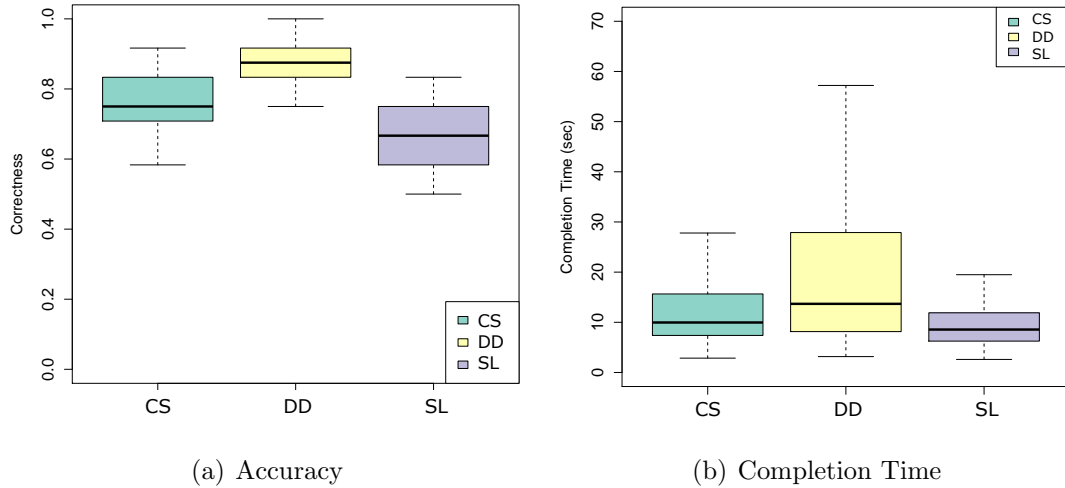 Correctness
1.0
0.8
0.6
0.4
0.2
0.0
CS
DD
SL
CS
DD
SL
(a) Accuracy
Completion Time (sec)
70
60
50
40
30
20
10
0
CS
DD
SL
CS
DD
SL
(b) Completion Time